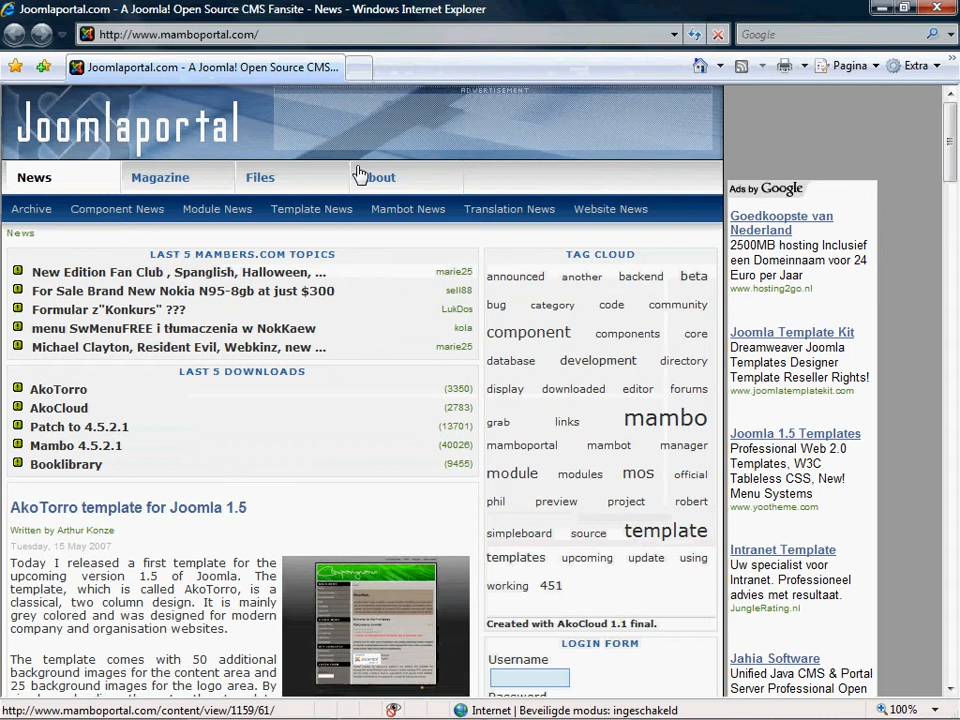 Joomlaportal.com - A Joomla! Open Source CMS Fansite - News - Windows Internet Explorer
http://www.mamboportal.com/
Google
Joomlaportal.com - A Joomla! Open Source CMS...
Pagina
Extra
ADVERTISEMENT
Joomlaportal
News
Magazine
Files
Archive
Component News
Module News
Template News
Mambot News
Translation News
Website News
News
LAST 5 MAMBERS.COM TOPICS
New Edition Fan Club , Spanglish, Halloween, ... marie25
For Sale Brand New Nokia N95-8gb at just $300 sell88
Formular z"Konkurs" ??? LukDos
menu SwMenuFREE i tłumaczenia w NokKaew kola
Michael Clayton, Resident Evil, Webkinz, new ... marie25
LAST 5 DOWNLOADS
AkoTorro (3350)
AkoCloud (2783)
Patch to 4.5.2.1 (13701)
Mambo 4.5.2.1 (40026)
Booklibrary (9455)
AkoTorro template for Joomla 1.5
Written by Arthur Konze
Tuesday, 15 May 2007
Today I released a first template for the
upcoming version 1.5 of Joomla. The
template, which is called AkoTorro, is a
classical, two column design. It is mainly
grey colored and was designed for modern
company and organisation websites.
The template comes with 50 additional
background images for the content area and
25 background images for the logo area. By
TAG CLOUD
announced another backend beta
bug category code community
component components core
database development directory
display downloaded editor forums
grab links mambo
mamboportal mambot manager
module modules mos official
phil preview project robert
simpleboard source template
templates upcoming update using
working 451
Created with AkoCloud 1.1 final.
LOGIN FORM
Username
Password
Ads by Google
Goedkoopste van
Nederland
2500MB hosting Inclusief
een Domeinnaam voor 24
Euro per Jaar
www.hosting2go.nl
Joomla Template Kit
Dreamweaver Joomla
Templates Designer
Template Reseller Rights!
www.joomlatemplatekit.com
Joomla 1.5 Templates
Professional Web 2.0
Templates, W3C
Tableless CSS, New!
Menu Systems
www.yootheme.com
Intranet Template
Uw specialist voor
Intranet. Professioneel
advies met resultaat.
JungleRating.nl
Jahia Software
Unified Java CMS & Portal
Server Professional Open
http://www.mamboportal.com/content/view/1159/61/
Internet | Beveiligde modus: ingeschakeld
100%